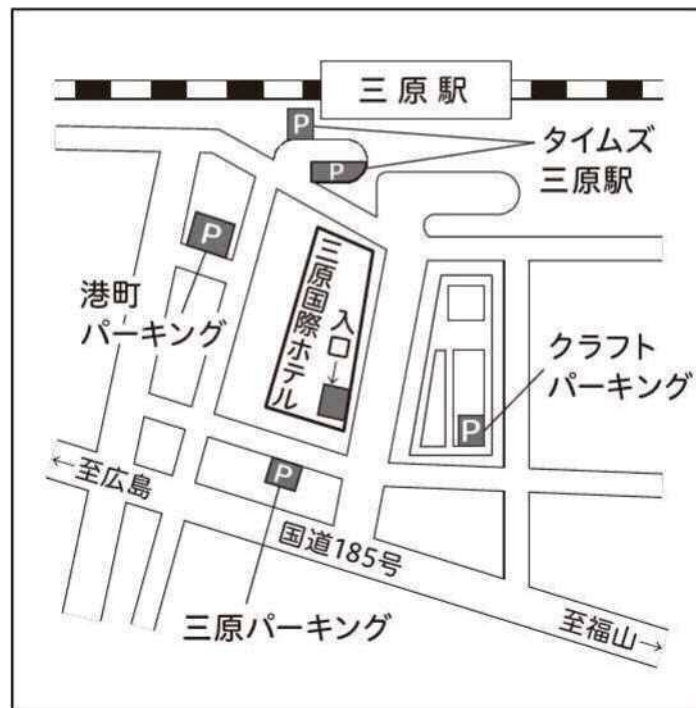 三原駅
P
タイムズ
三原駅
P
P
港町
パーキング
三原国際ホテル
入口↓
クラフト
パーキング
P
P
←至広島
国道185号
三原パーキング
至福山→